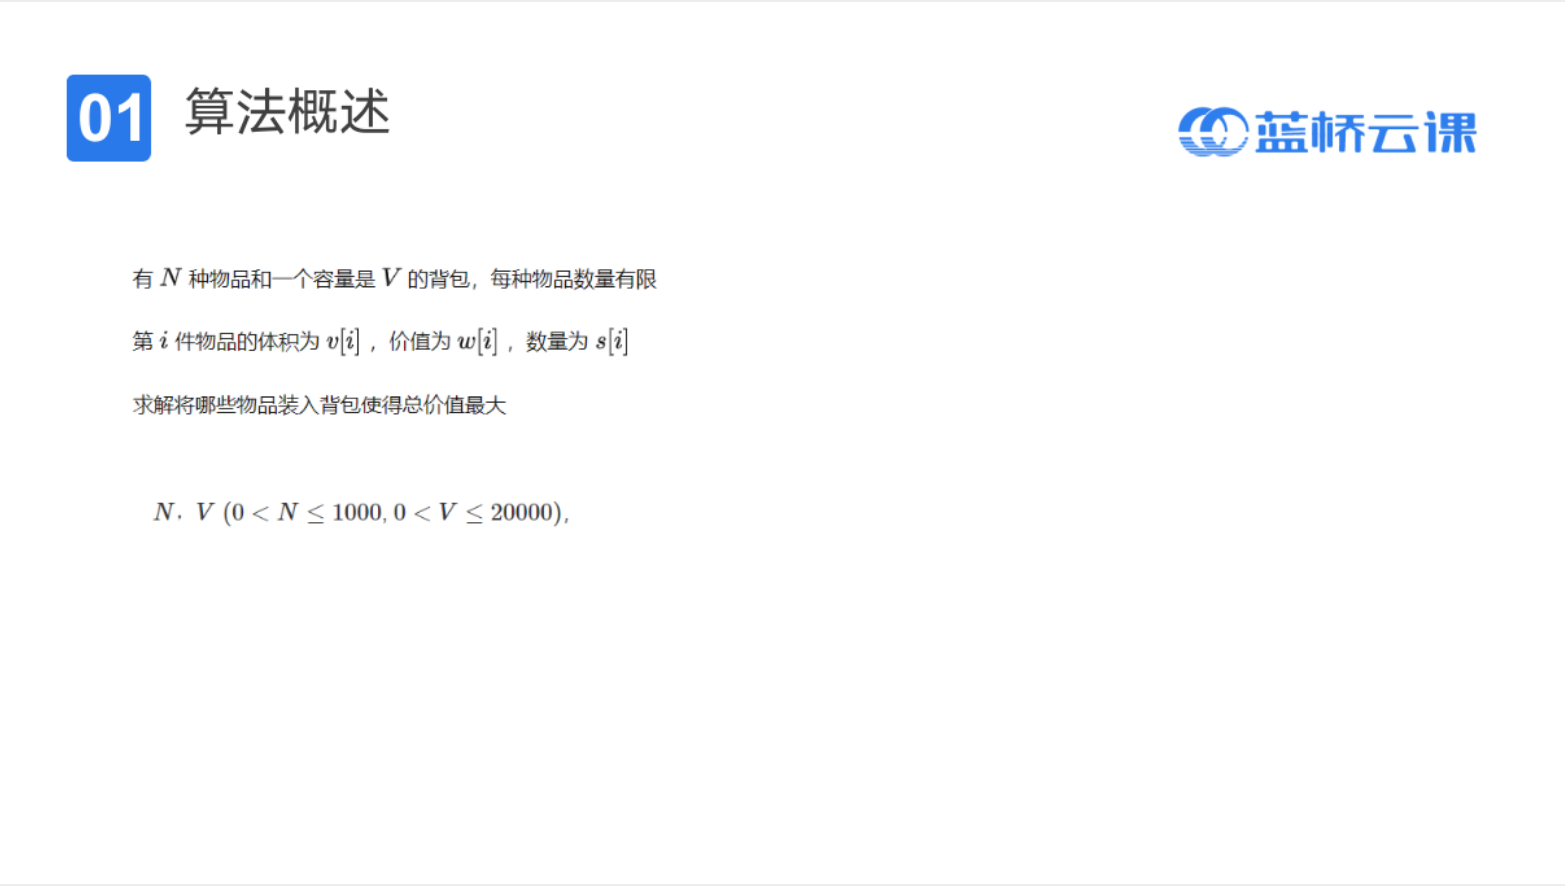 01 算法概述
蓝桥云课
有 N 种物品和一个容量是 V 的背包，每种物品数量有限
第 i 件物品的体积为 v[i] ，价值为 w[i] ，数量为 s[i]
求解将哪些物品装入背包使得总价值最大
N. V (0 < N ≤ 1000, 0 < V ≤ 20000),